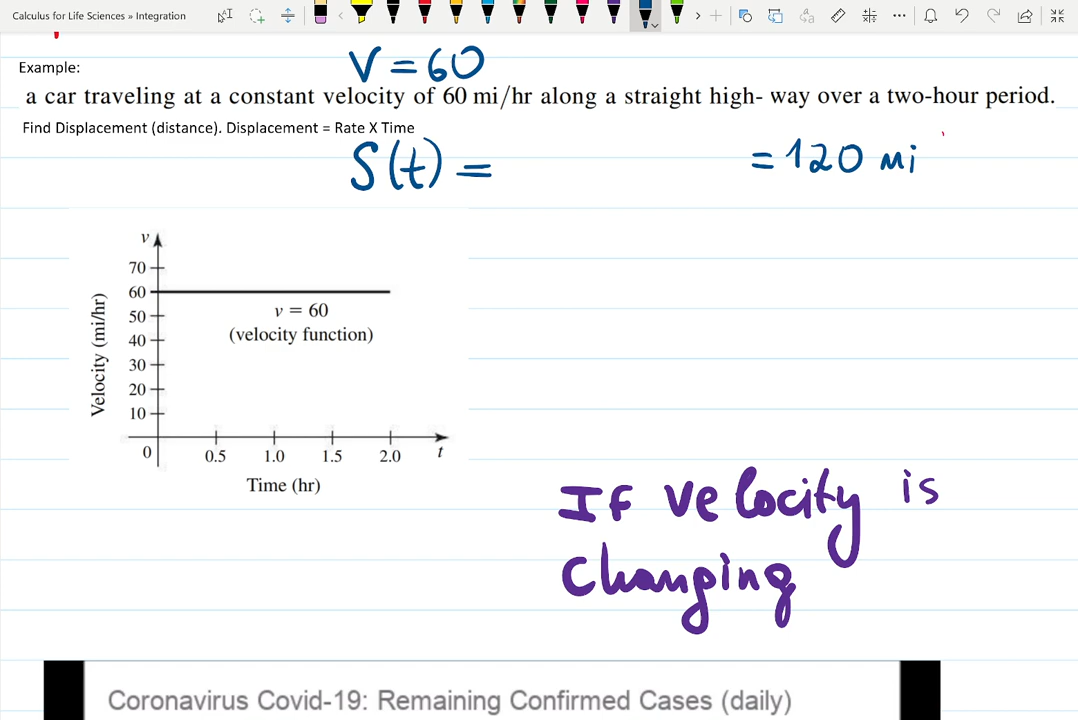 Calculus for Life Sciences » Integration
Example:
V = 60
a car traveling at a constant velocity of 60 mi/hr along a straight high- way over a two-hour period.
Find Displacement (distance). Displacement = Rate X Time
S(t) = = 120 mi
v
70
60
50
40
30
20
10
0
v = 60
(velocity function)
Velocity (mi/hr)
0.5 1.0 1.5 2.0 t
Time (hr)
If velocity is
changing
Coronavirus Covid-19: Remaining Confirmed Cases (daily)